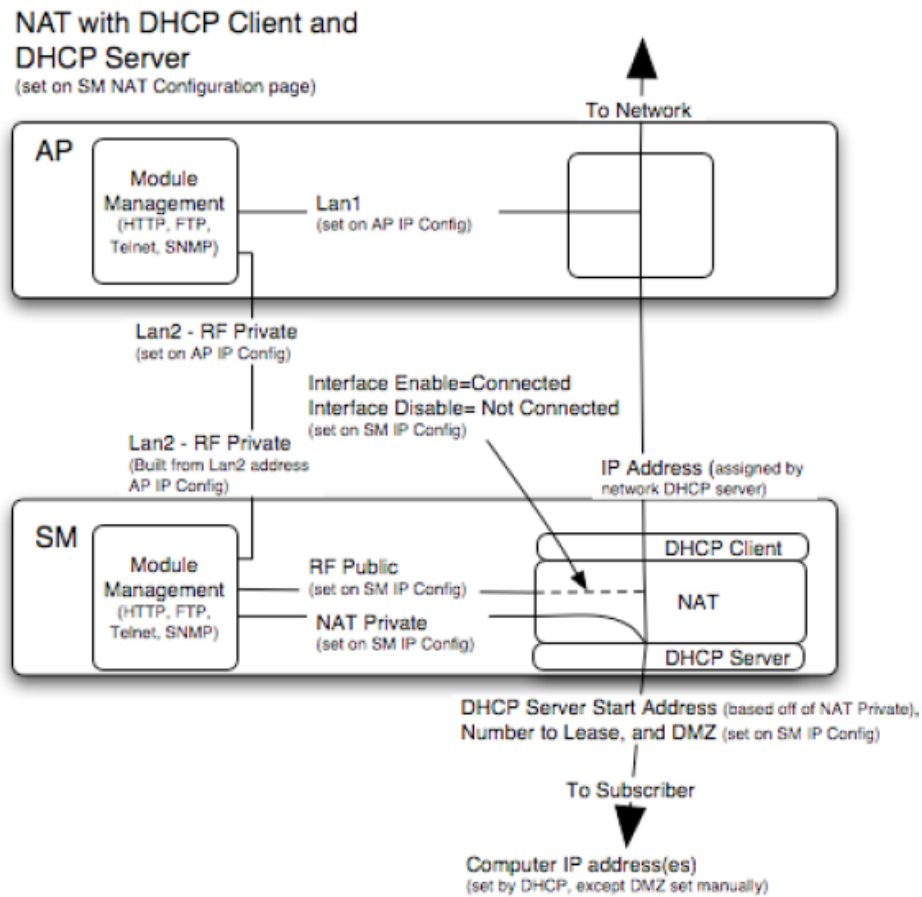 NAT with DHCP Client and
DHCP Server
(set on SM NAT Configuration page)
To Network
AP
Module
Management
(HTTP, FTP,
Telnet, SNMP)
Lan1
(set on AP IP Config)
Lan2 - RF Private
(set on AP IP Config)
Interface Enable=Connected
Interface Disable= Not Connected
(set on SM IP Config)
Lan2 - RF Private
(Built from Lan2 address
AP IP Config)
IP Address (assigned by
network DHCP server)
SM
Module
Management
(HTTP, FTP,
Telnet, SNMP)
RF Public
(set on SM IP Config)
NAT Private
(set on SM IP Config)
DHCP Client
NAT
DHCP Server
DHCP Server Start Address (based off of NAT Private),
Number to Lease, and DMZ (set on SM IP Config)
To Subscriber
Computer IP address(es)
(set by DHCP, except DMZ set manually)